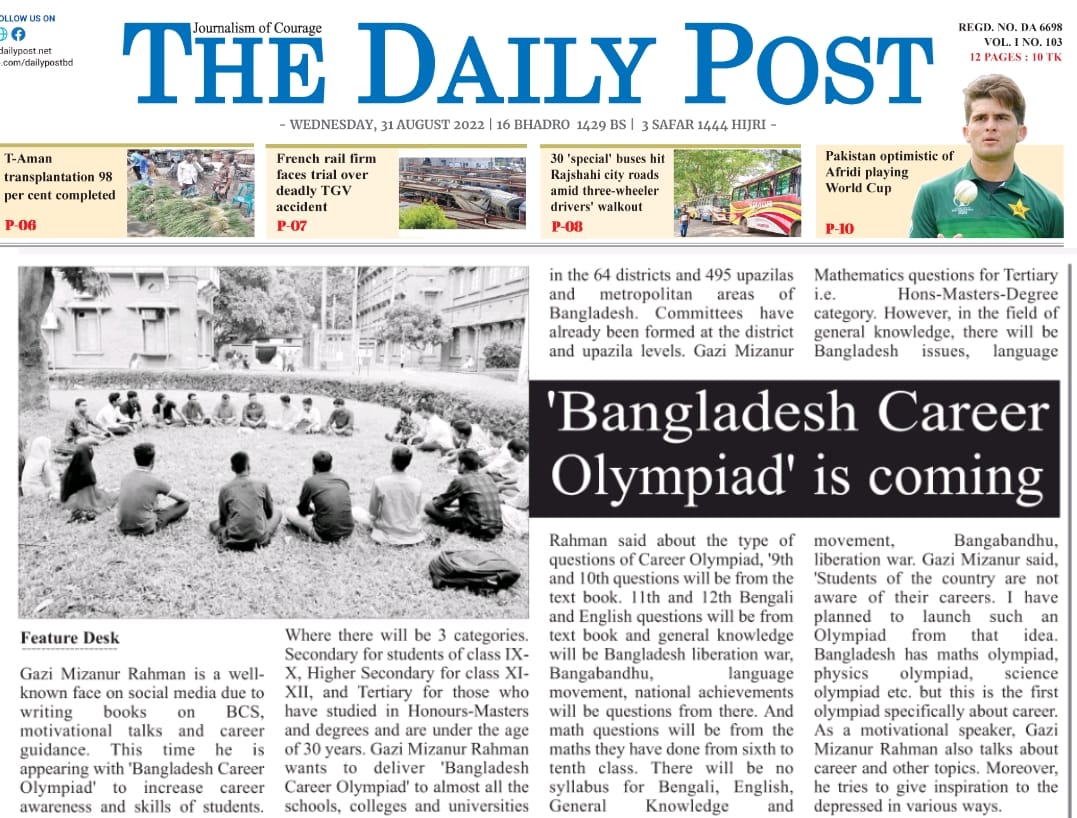 OLLOW US ON
dailypost.net
.com/dailypostbd
Journalism of Courage
THE DAILY POST
REGD. NO. DA 6698
VOL. I NO. 103
12 PAGES : 10 TK
- WEDNESDAY, 31 AUGUST 2022 | 16 BHADRO 1429 BS | 3 SAFAR 1444 HIJRI -
T-Aman
transplantation 98
per cent completed
P-06
French rail firm
faces trial over
deadly TGV
accident
P-07
30 'special' buses hit
Rajshahi city roads
amid three-wheeler
drivers' walkout
P-08
Pakistan optimistic of
Afridi playing
World Cup
P-10
'Bangladesh Career
Olympiad' is coming
Feature Desk
Gazi Mizanur Rahman is a well-
known face on social media due to
writing books on BCS,
motivational talks and career
guidance. This time he is
appearing with 'Bangladesh Career
Olympiad' to increase career
awareness and skills of students.
Where there will be 3 categories.
Secondary for students of class IX-
X, Higher Secondary for class XI-
XII, and Tertiary for those who
have studied in Honours-Masters
and degrees and are under the age
of 30 years. Gazi Mizanur Rahman
wants to deliver 'Bangladesh
Career Olympiad' to almost all the
schools, colleges and universities
in the 64 districts and 495 upazilas
and metropolitan areas of
Bangladesh. Committees have
already been formed at the district
and upazila levels. Gazi Mizanur
Rahman said about the type of
questions of Career Olympiad, '9th
and 10th questions will be from the
text book. 11th and 12th Bengali
and English questions will be from
text book and general knowledge
will be Bangladesh liberation war,
Bangabandhu, language
movement, national achievements
will be questions from there. And
math questions will be from the
maths they have done from sixth to
tenth class. There will be no
syllabus for Bengali, English,
General Knowledge and
Mathematics questions for Tertiary
i.e. Hons-Masters-Degree
category. However, in the field of
general knowledge, there will be
Bangladesh issues, language
movement, Bangabandhu,
liberation war. Gazi Mizanur said,
'Students of the country are not
aware of their careers. I have
planned to launch such an
Olympiad from that idea.
Bangladesh has maths olympiad,
physics olympiad, science
olympiad etc. but this is the first
olympiad specifically about career.
As a motivational speaker, Gazi
Mizanur Rahman also talks about
career and other topics. Moreover,
he tries to give inspiration to the
depressed in various ways.